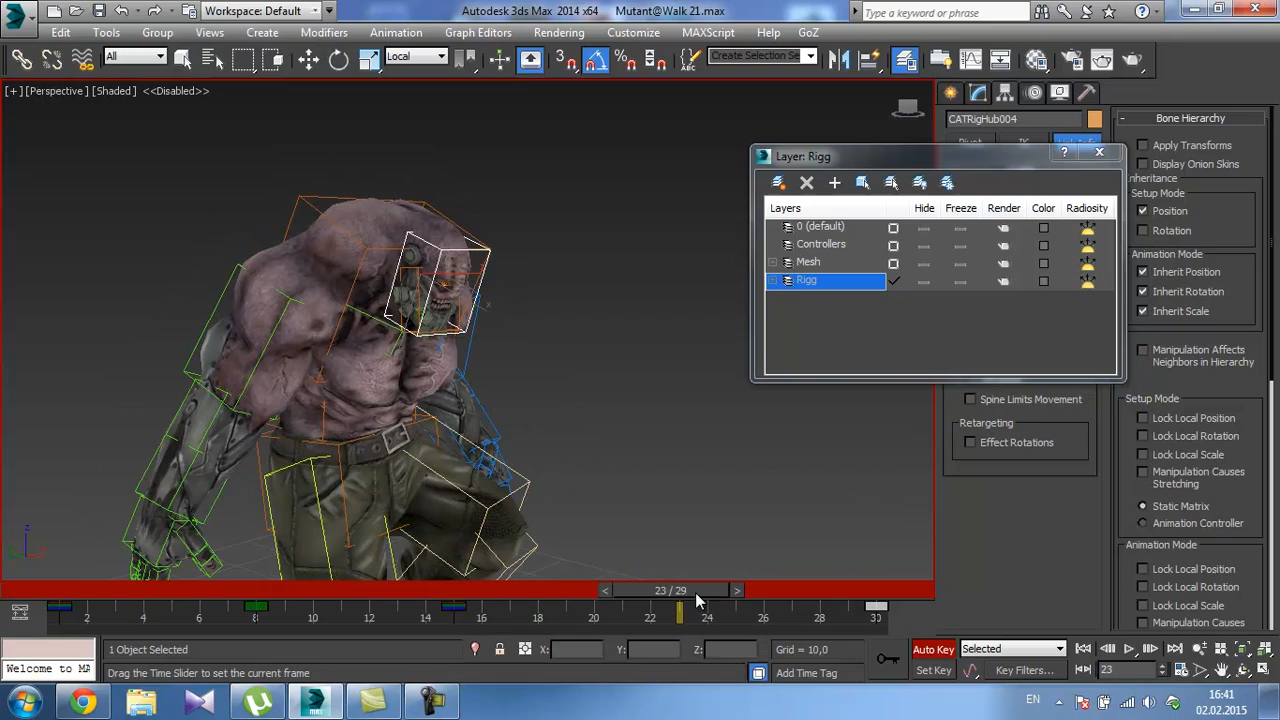 Workspace: Default
Autodesk 3ds Max 2014 x64 Mutant@Walk 21.max
Type a keyword or phrase
Edit Tools Group Views Create Modifiers Animation Graph Editors Rendering Customize MAXScript Help GoZ
All
Local
3
%
Create Selection Se
[+] [Perspective] [Shaded] <<Disabled>>
CATRigHub004
Bone Hierarchy
Apply Transforms
Display Onion Skins
Inheritance
Setup Mode
Position
Rotation
Animation Mode
Inherit Position
Inherit Rotation
Inherit Scale
Manipulation Affects
Neighbors in Hierarchy
Layer: Rigg
Layers Hide Freeze Render Color Radiosity
0 (default)
Controllers
Mesh
Rigg
Spine Limits Movement
Retargeting
Effect Rotations
Setup Mode
Lock Local Position
Lock Local Rotation
Lock Local Scale
Manipulation Causes
Stretching
Static Matrix
Animation Controller
Animation Mode
Lock Local Position
Lock Local Rotation
Lock Local Scale
Manipulation Causes
z
< 23 / 29 >
2 4 6 8 10 12 14 16 18 20 22 24 26 28 30
1 Object Selected
X: Y: Z: Grid = 10,0
Auto Key Selected
Welcome to MA
Drag the Time Slider to set the current frame
Add Time Tag
Set Key Key Filters... 23
EN
16:41
02.02.2015